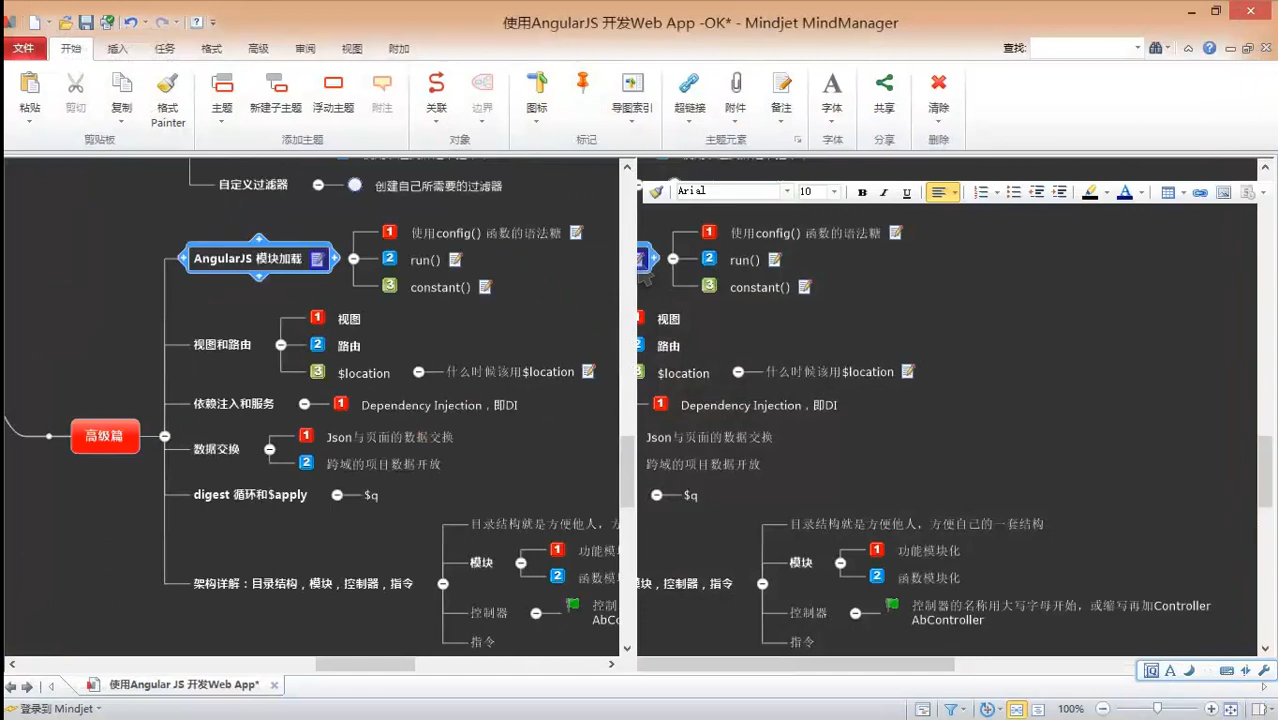 使用AngularJS 开发Web App -OK* - Mindjet MindManager
文件 开始 插入 任务 格式 高级 审阅 视图 附加 查找:
粘贴 剪切 复制 格式 Painter 主题 新建子主题 浮动主题 附注 关联 边界 图标 导图索引 超链接 附件 备注 字体 共享 清除
剪贴板 添加主题 对象 标记 主题元素 字体 分享 删除
自定义过滤器 创建自己所需要的过滤器
AngularJS 模块加载
1 使用config() 函数的语法糖
2 run()
3 constant()
视图和路由
1 视图
2 路由
3 $location 什么时候该用$location
依赖注入和服务 1 Dependency Injection，即DI
高级篇
数据交换
1 Json与页面的数据交换
2 跨域的项目数据开放
digest 循环和$apply $q
目录结构就是方便他人，方
模块
1 功能模
2 函数模
架构详解：目录结构，模块，控制器，指令
控制器 控制
AbCo
指令
Arial 10 B I U A
1 使用config() 函数的语法糖
2 run()
3 constant()
视图
路由
$location 什么时候该用$location
1 Dependency Injection，即DI
Json与页面的数据交换
跨域的项目数据开放
$q
目录结构就是方便他人，方便自己的一套结构
模块
1 功能模块化
2 函数模块化
块，控制器，指令
控制器 控制器的名称用大写字母开始，或缩写再加Controller
AbController
指令
使用Angular JS 开发Web App*
登录到 Mindjet 100%